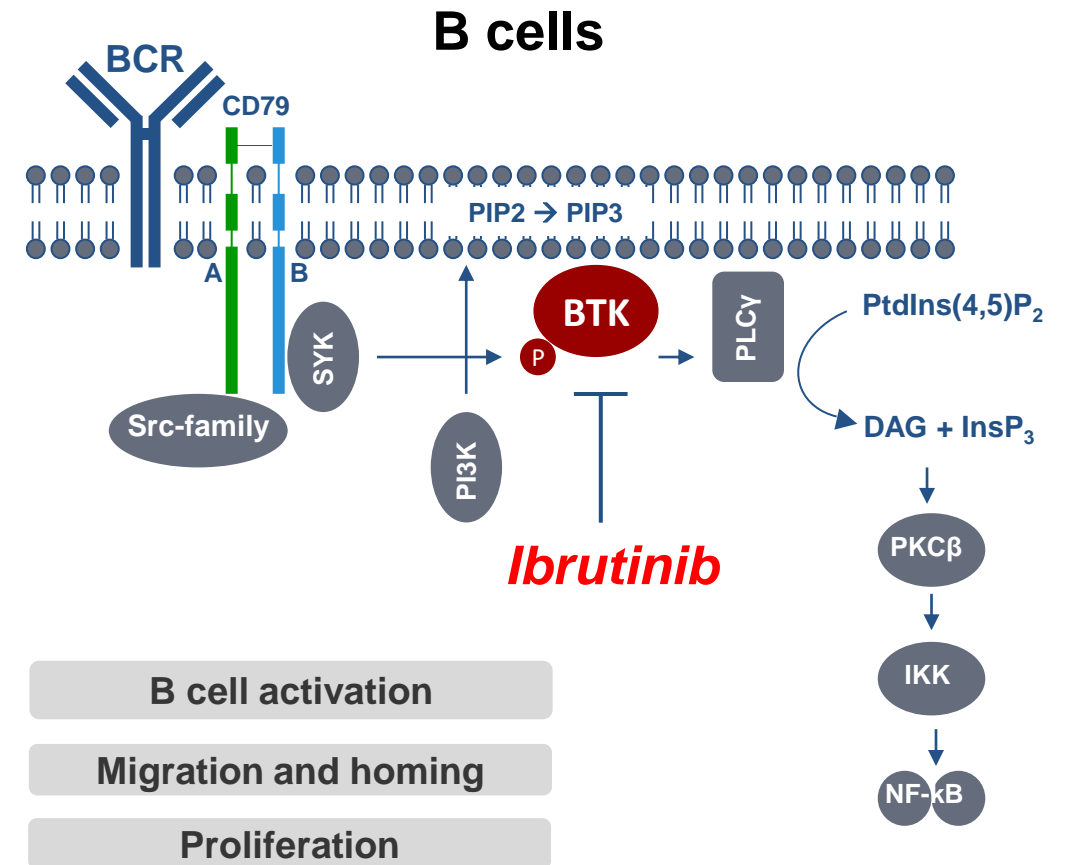 B cells
BCR
CD79
PIP2 → PIP3
A
B
SYK
BTK
P
PLCγ
PtdIns(4,5)P₂
Src-family
PI3K
DAG + InsP₃
Ibrutinib
PKCβ
IKK
NF-κB
B cell activation
Migration and homing
Proliferation